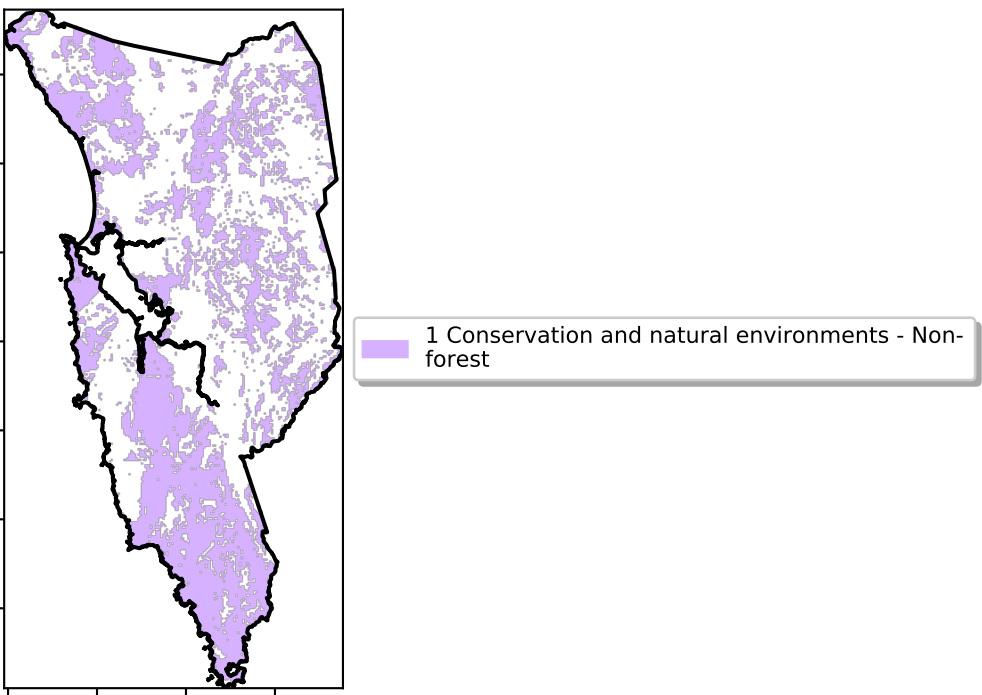 1 Conservation and natural environments - Non-
forest